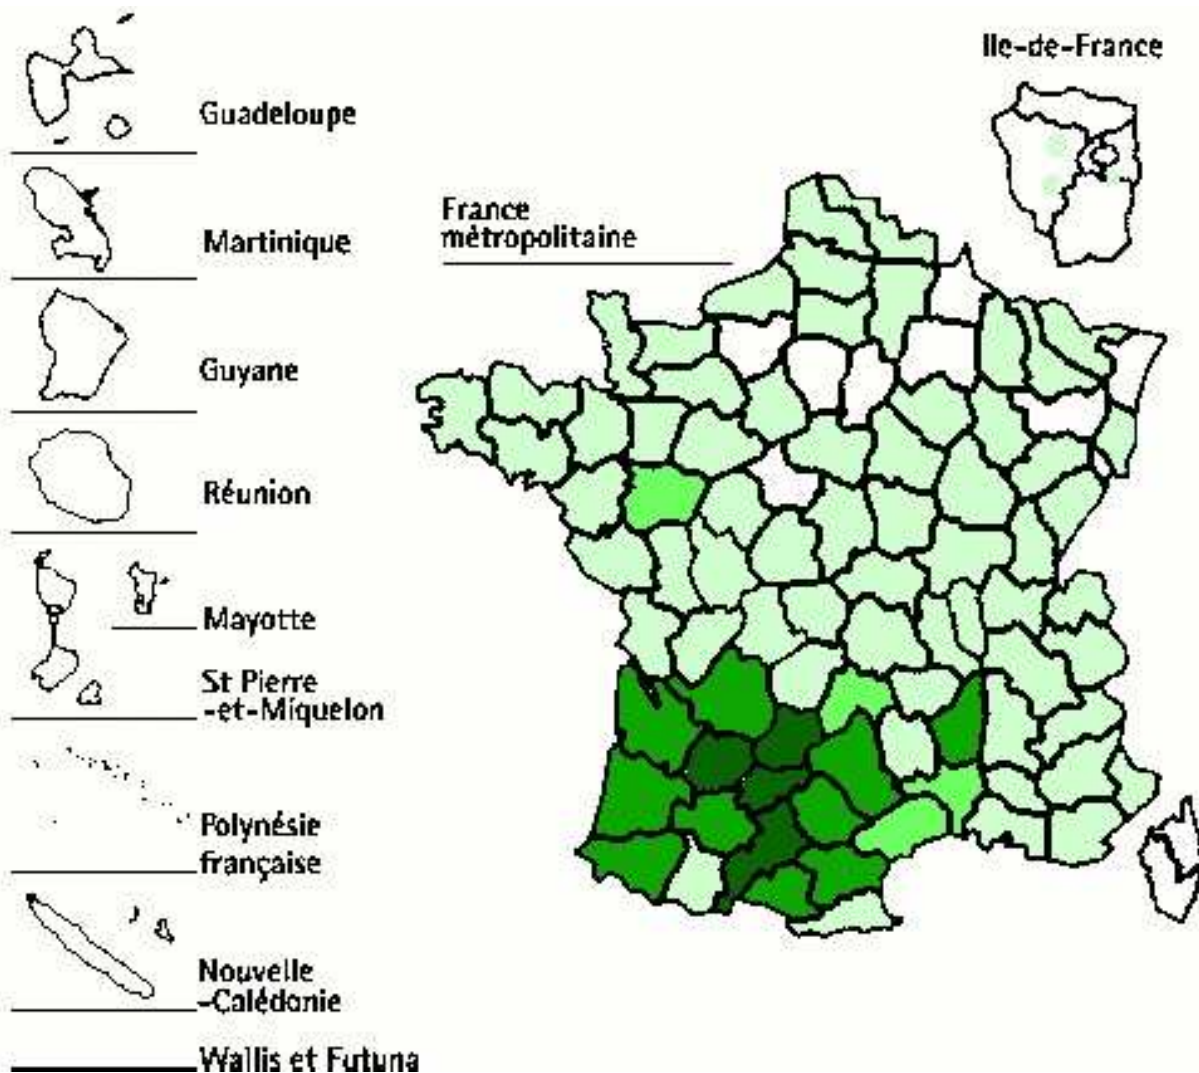 Ile-de-France
Guadeloupe
France
métropolitaine
Martinique
Guyane
Réunion
Mayotte
St Pierre
-et-Miquelon
Polynésie
française
Nouvelle
-Calédonie
Wallis et Futuna